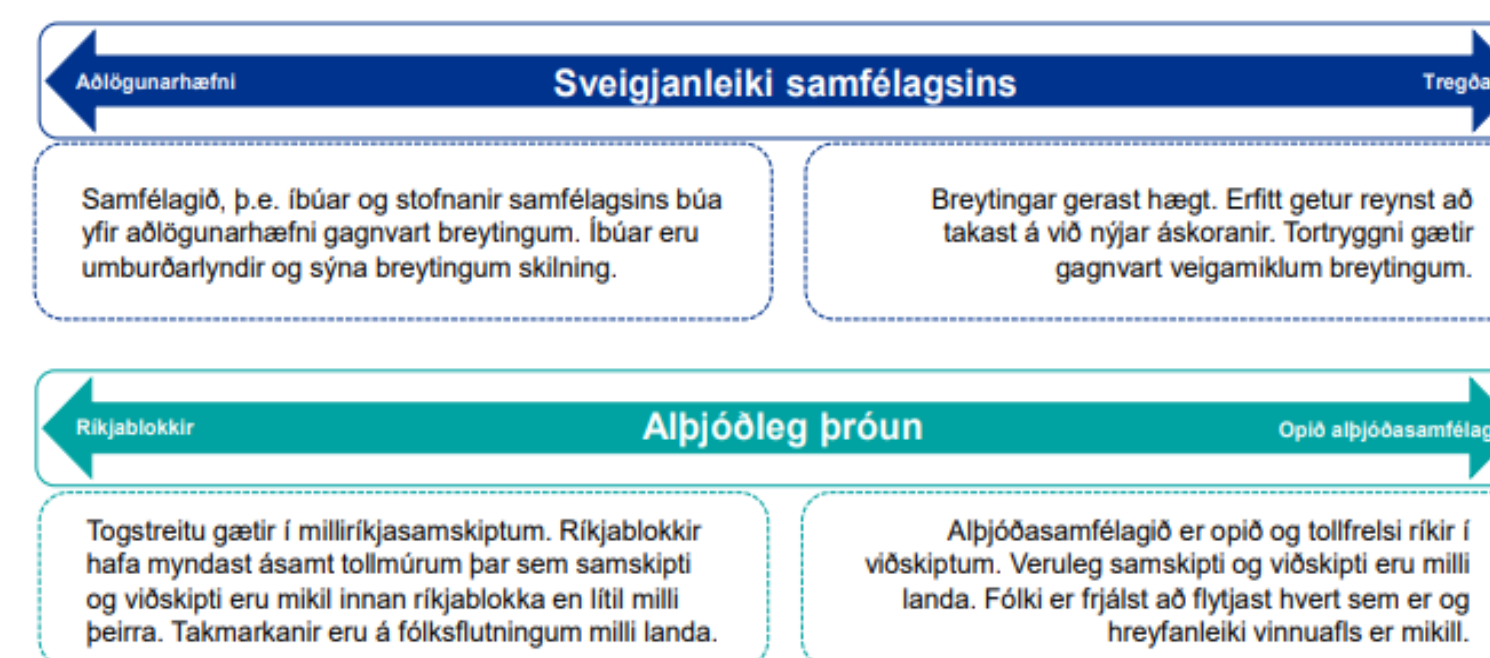 Aðlögunarhæfni
Sveigjanleiki samfélagsins
Tregða
Samfélagið, þ.e. íbúar og stofnanir samfélagsins búa
yfir aðlögunarhæfni gagnvart breytingum. Íbúar eru
umburðarlyndir og sýna breytingum skilning.
Breytingar gerast hægt. Erfitt getur reynst að
takast á við nýjar áskoranir. Tortryggni gætir
gagnvart veigamiklum breytingum.
Ríkjablokkir
Alþjóðleg þróun
Opið alþjóðasamfélag
Togstreitu gætir í milliríkjasamskiptum. Ríkjablokkir
hafa myndast ásamt tollmúrum þar sem samskipti
og viðskipti eru mikil innan ríkjablokka en lítil milli
þeirra. Takmarkanir eru á fólksflutningum milli landa.
Alþjóðasamfélagið er opið og tollfrelsi ríkir í
viðskiptum. Veruleg samskipti og viðskipti eru milli
landa. Fólki er frjálst að flytjast hvert sem er og
hreyfanleiki vinnuafls er mikill.